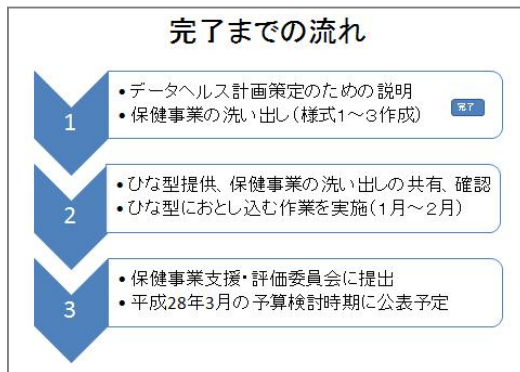 完了までの流れ
1
•データヘルス計画策定のための説明
•保健事業の洗い出し(様式1~3作成)
完了
2
•ひな型提供、保健事業の洗い出しの共有、確認
•ひな型におとし込む作業を実施(1月~2月)
3
•保健事業支援・評価委員会に提出
•平成28年3月の予算検討時期に公表予定